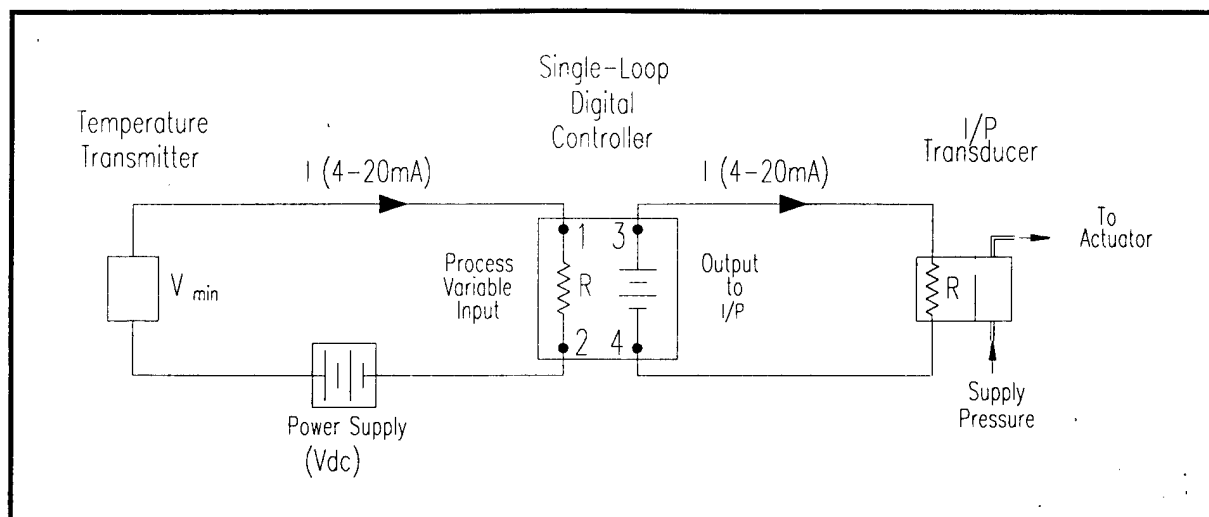 Single-Loop
Digital
Controller
Temperature
Transmitter
I/P
Transducer
I (4-20mA)
I (4-20mA)
To
Actuator
1
3
Process
Variable
Input
R
Output
to
I/P
R
V min
2
4
Supply
Pressure
Power Supply
(Vdc)